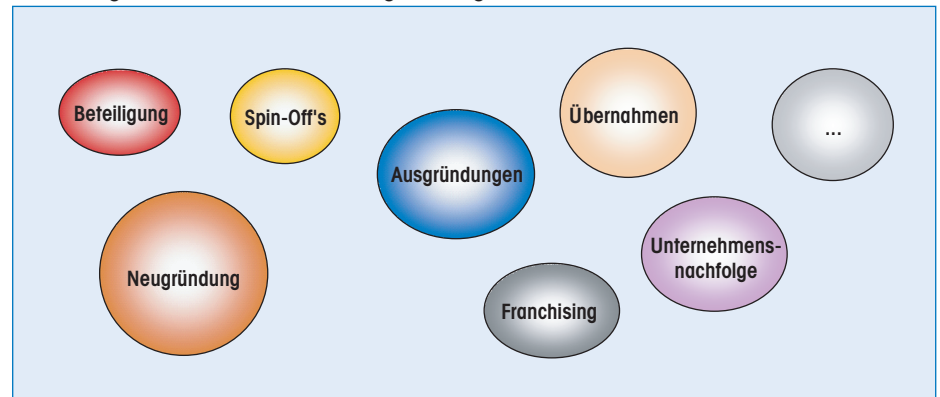 Beteiligung
Spin-Off's
Ausgründungen
Übernahmen
...
Neugründung
Unternehmens-
nachfolge
Franchising